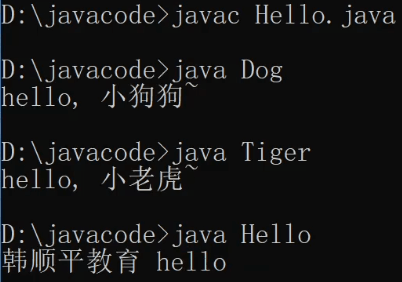 D:\javacode>javac Hello.java
D:\javacode>java Dog
hello, 小狗狗~
D:\javacode>java Tiger
hello, 小老虎~
D:\javacode>java Hello
韩顺平教育 hello